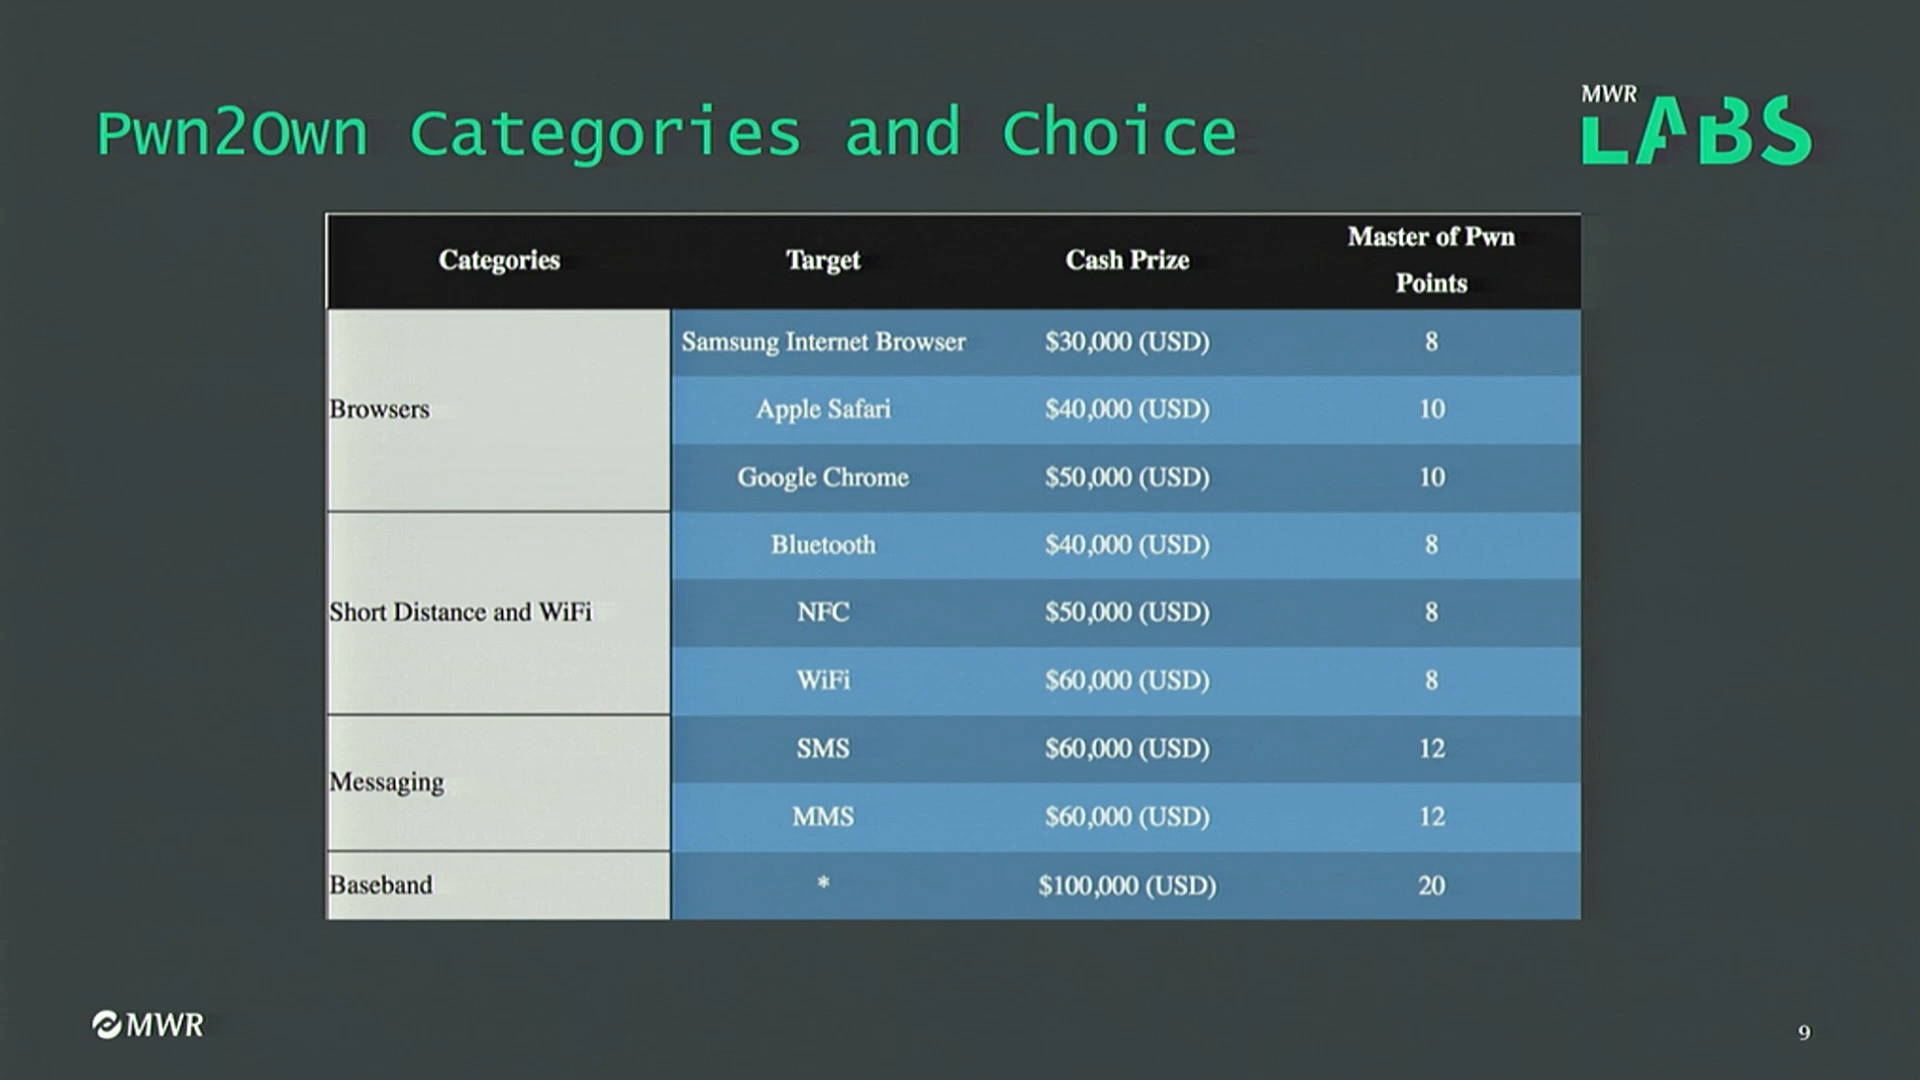 Pwn2Own Categories and Choice
MWR
LABS
Categories Target Cash Prize Master of Pwn Points
Browsers
Samsung Internet Browser $30,000 (USD) 8
Apple Safari $40,000 (USD) 10
Google Chrome $50,000 (USD) 10
Short Distance and WiFi
Bluetooth $40,000 (USD) 8
NFC $50,000 (USD) 8
WiFi $60,000 (USD) 8
Messaging
SMS $60,000 (USD) 12
MMS $60,000 (USD) 12
Baseband * $100,000 (USD) 20
MWR
9